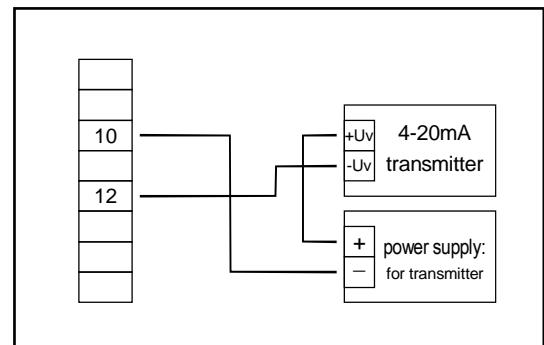 10
12
+Uv
-Uv
4-20mA
transmitter
+
−
power supply:
for transmitter